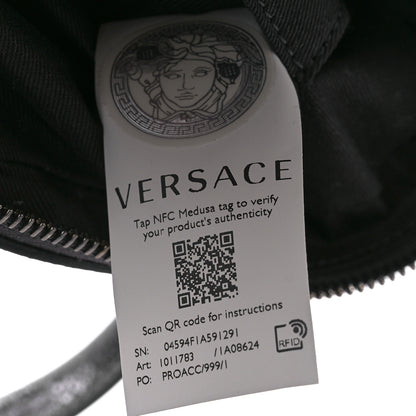 VERSACE
Tap NFC Medusa tag to verify
your product's authenticity
Scan QR code for instructions
SN: 04594F1A591291
Art: 1011783 /1A08624
PO: PROACC/999/1
RFID